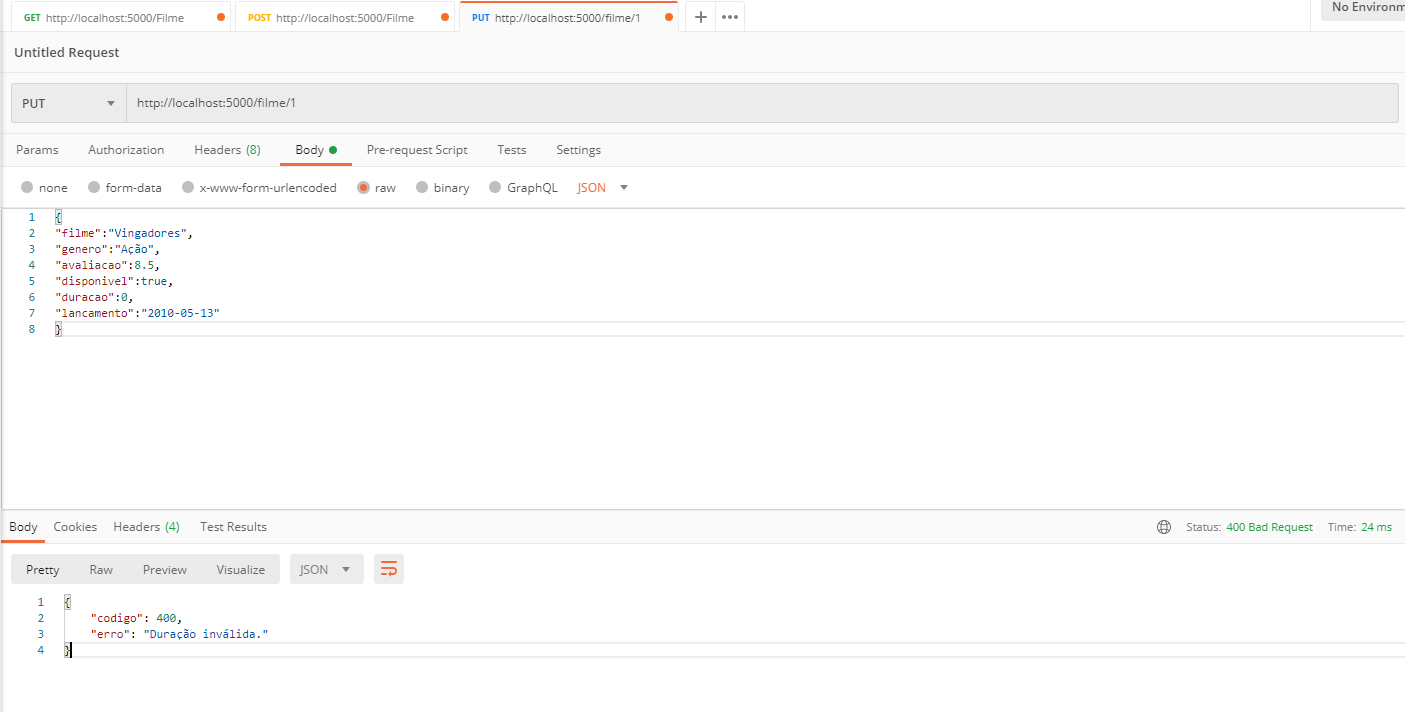 GET http://localhost:5000/Filme POST http://localhost:5000/Filme PUT http://localhost:5000/filme/1 No Environm
Untitled Request
PUT http://localhost:5000/filme/1
Params Authorization Headers (8) Body Pre-request Script Tests Settings
none form-data x-www-form-urlencoded raw binary GraphQL JSON
1 {
2 "filme":"Vingadores",
3 "genero":"Ação",
4 "avaliacao":8.5,
5 "disponivel":true,
6 "duracao":0,
7 "lancamento":"2010-05-13"
8 }
Body Cookies Headers (4) Test Results Status: 400 Bad Request Time: 24 ms
Pretty Raw Preview Visualize JSON
1 {
2 "codigo": 400,
3 "erro": "Duração inválida."
4 }